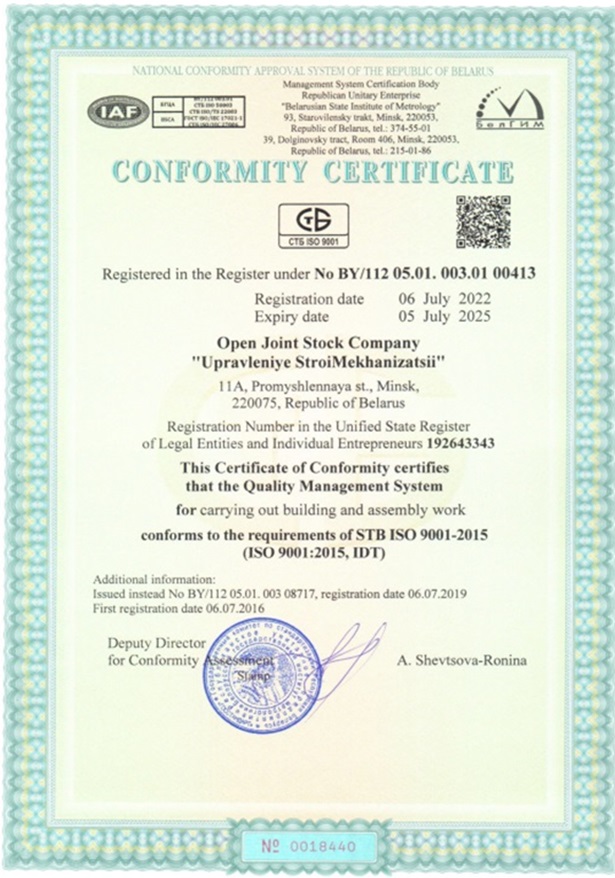 NATIONAL CONFORMITY APPROVAL SYSTEM OF THE REPUBLIC OF BELARUS
Management System Certification Body
Republican Unitary Enterprise
"Belarusian State Institute of Metrology"
93, Starovilensky trakt, Minsk, 220053,
Republic of Belarus, tel.: 374-55-01
39, Dolginovsky tract, Room 406, Minsk, 220053,
Republic of Belarus, tel.: 215-01-86
IAF
БГЦА
BSCA
БелГИМ
CONFORMITY CERTIFICATE
СТБ
СТБ ISO 9001
Registered in the Register under No BY/112 05.01. 003.01 00413
Registration date 06 July 2022
Expiry date 05 July 2025
Open Joint Stock Company
"Upravleniye StroiMekhanizatsii"
11A, Promyshlennaya st., Minsk,
220075, Republic of Belarus
Registration Number in the Unified State Register
of Legal Entities and Individual Entrepreneurs 192643343
This Certificate of Conformity certifies
that the Quality Management System
for carrying out building and assembly work
conforms to the requirements of STB ISO 9001-2015
(ISO 9001:2015, IDT)
Additional information:
Issued instead No BY/112 05.01. 003 08717, registration date 06.07.2019
First registration date 06.07.2016
Deputy Director
for Conformity Assessment
Stamp
A. Shevtsova-Ronina
№ 0018440